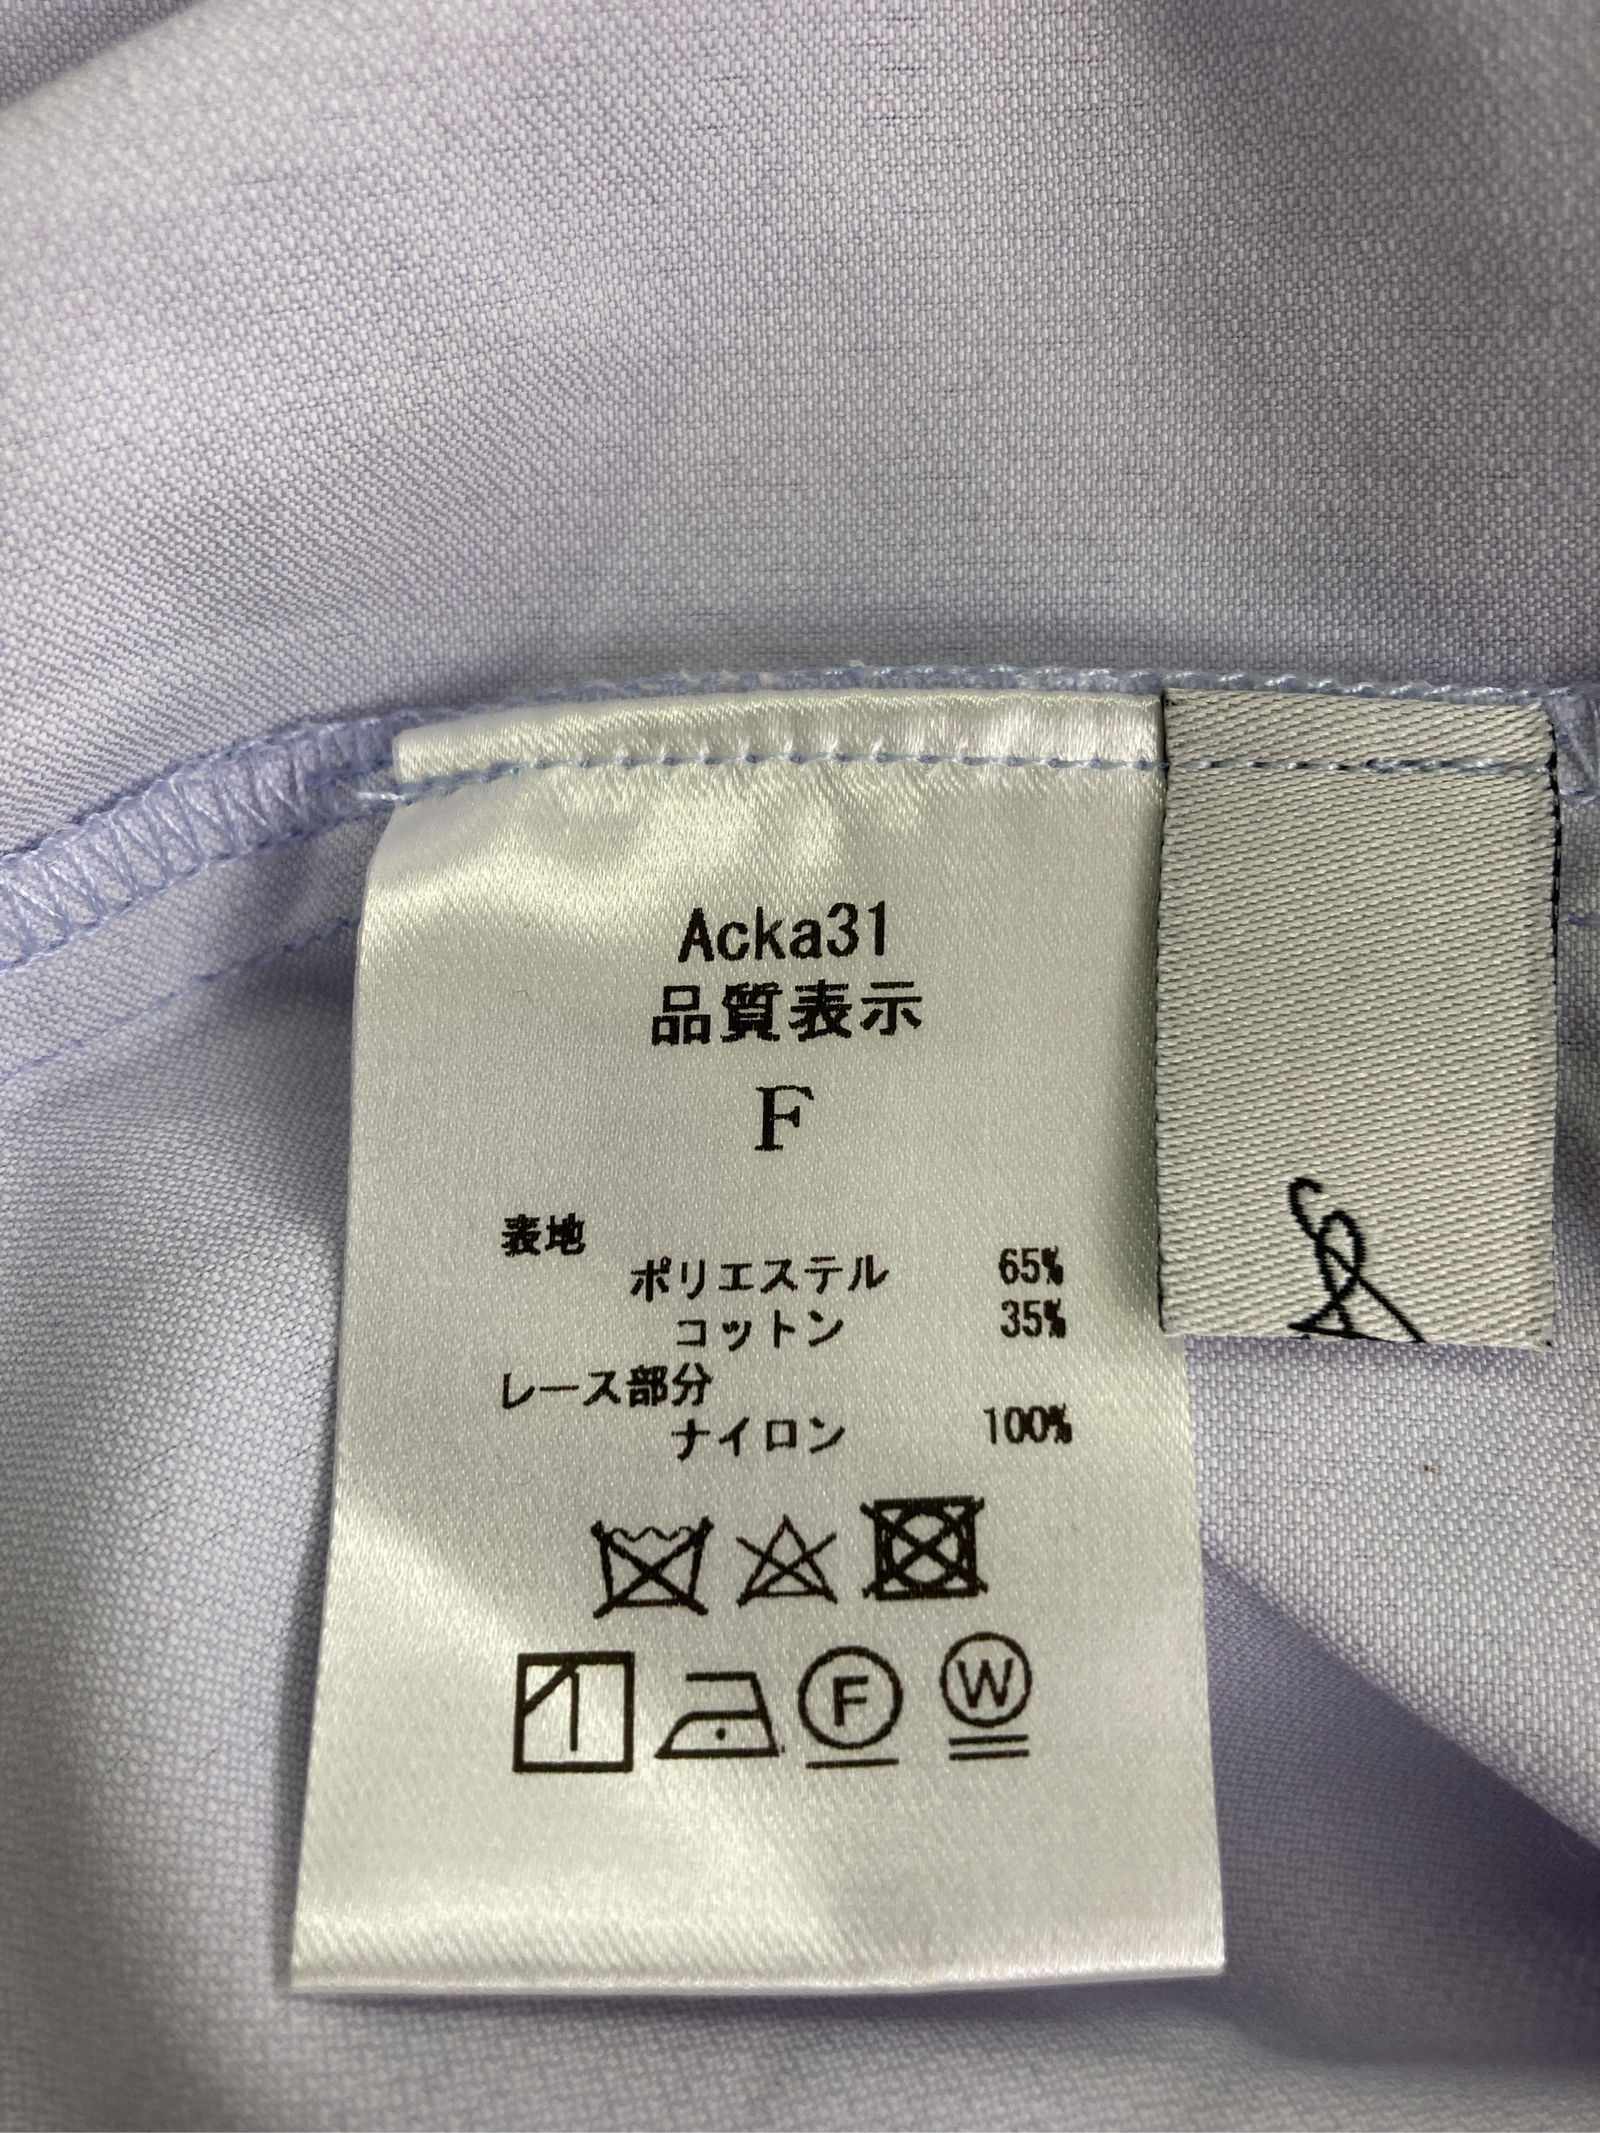 Acka31
品質表示
F
表地
ポリエステル 65%
コットン 35%
レース部分
ナイロン 100%
F W